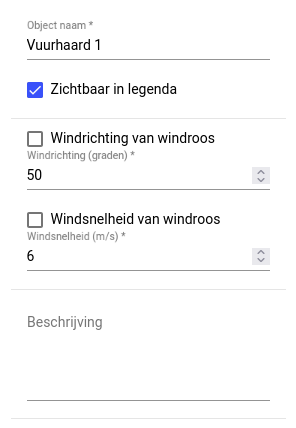 Object naam *
Vuurhaard 1
Zichtbaar in legenda
Windrichting van windroos
Windrichting (graden) *
50
Windsnelheid van windroos
Windsnelheid (m/s) *
6
Beschrijving